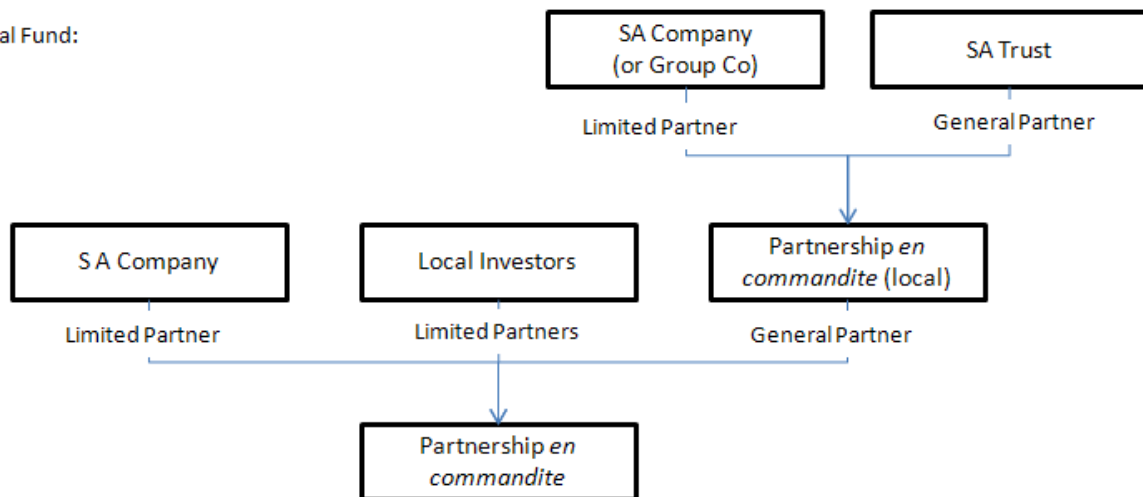 al Fund:
SA Company
(or Group Co)
SA Trust
Limited Partner
General Partner
S A Company
Local Investors
Partnership en
commandite (local)
Limited Partner
Limited Partners
General Partner
Partnership en
commandite